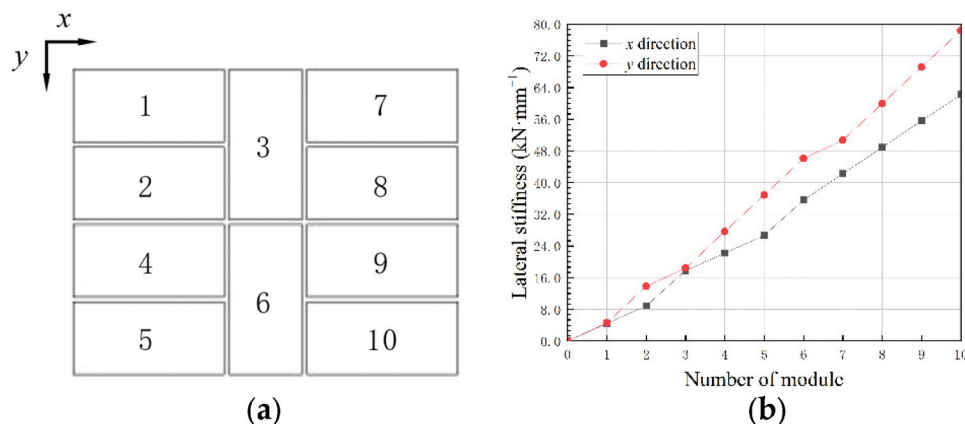 x
y
1
2
3
4
5
6
7
8
9
10
(a)
Lateral stiffness (kN·mm⁻¹)
80.0
72.0
64.0
56.0
48.0
40.0
32.0
24.0
16.0
8.0
0.0
x direction
y direction
0 1 2 3 4 5 6 7 8 9 10
Number of module
(b)